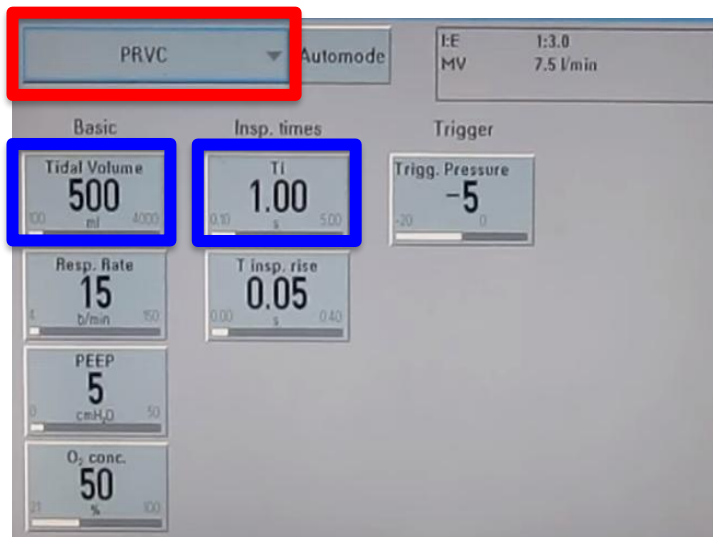 PRVC
Automode
I:E 1:3.0
MV 7.5 l/min
Basic
Insp. times
Trigger
Tidal Volume
500
100 ml 4000
Ti
1.00
0.10 s 5.00
Trigg. Pressure
-5
-20 0
Resp. Rate
15
4 b/min 150
T insp. rise
0.05
0.00 s 0.40
PEEP
5
0 cmH₂O 50
O₂ conc.
50
21 % 100